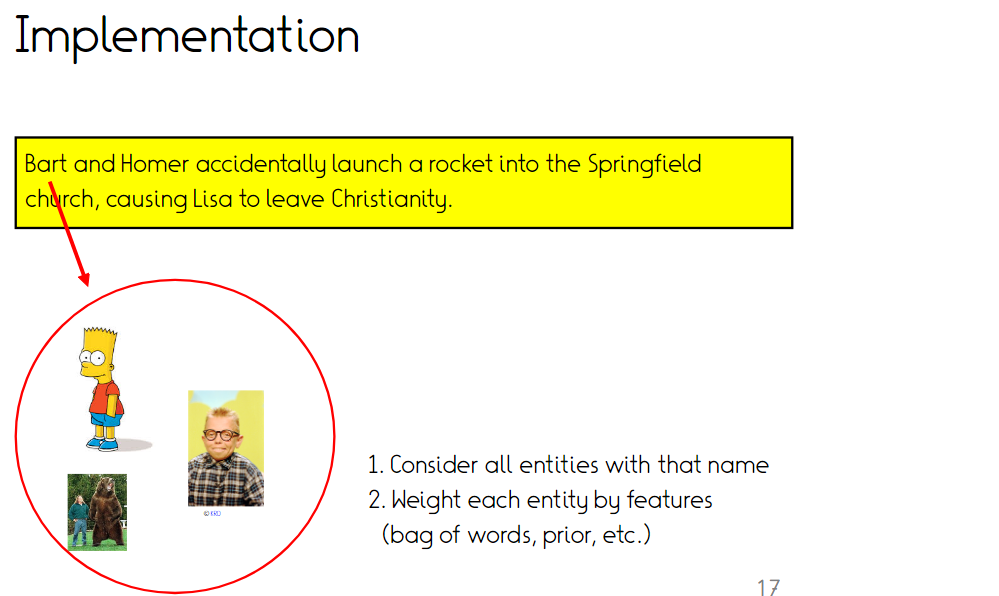 Implementation
Bart and Homer accidentally launch a rocket into the Springfield
church, causing Lisa to leave Christianity.
1. Consider all entities with that name
2. Weight each entity by features
(bag of words, prior, etc.)
17